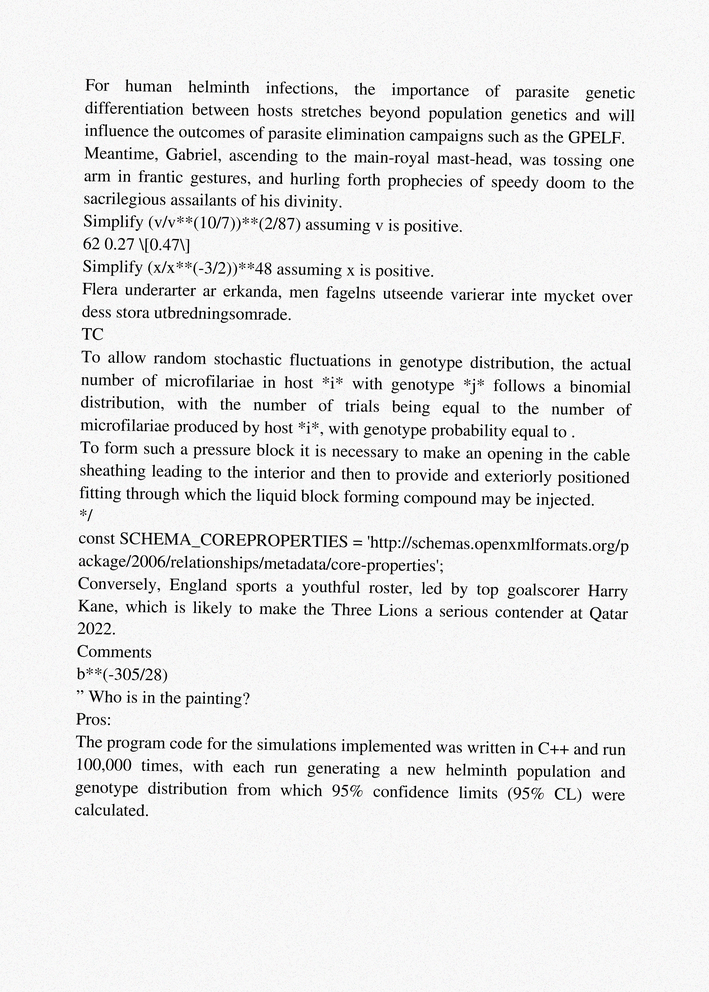 For human helminth infections, the importance of parasite genetic
differentiation between hosts stretches beyond population genetics and will
influence the outcomes of parasite elimination campaigns such as the GPELF.
Meantime, Gabriel, ascending to the main-royal mast-head, was tossing one
arm in frantic gestures, and hurling forth prophecies of speedy doom to the
sacrilegious assailants of his divinity.
Simplify (v/v**(10/7))**(2/87) assuming v is positive.
62 0.27 \[0.47\]
Simplify (x/x**(-3/2))**48 assuming x is positive.
Flera underarter ar erkanda, men fagelns utseende varierar inte mycket over
dess stora utbredningsomrade.
TC
To allow random stochastic fluctuations in genotype distribution, the actual
number of microfilariae in host *i* with genotype *j* follows a binomial
distribution, with the number of trials being equal to the number of
microfilariae produced by host *i*, with genotype probability equal to .
To form such a pressure block it is necessary to make an opening in the cable
sheathing leading to the interior and then to provide and exteriorly positioned
fitting through which the liquid block forming compound may be injected.
*/
const SCHEMA_COREPROPERTIES = 'http://schemas.openxmlformats.org/p
ackage/2006/relationships/metadata/core-properties';
Conversely, England sports a youthful roster, led by top goalscorer Harry
Kane, which is likely to make the Three Lions a serious contender at Qatar
2022.
Comments
b**(-305/28)
” Who is in the painting?
Pros:
The program code for the simulations implemented was written in C++ and run
100,000 times, with each run generating a new helminth population and
genotype distribution from which 95% confidence limits (95% CL) were
calculated.